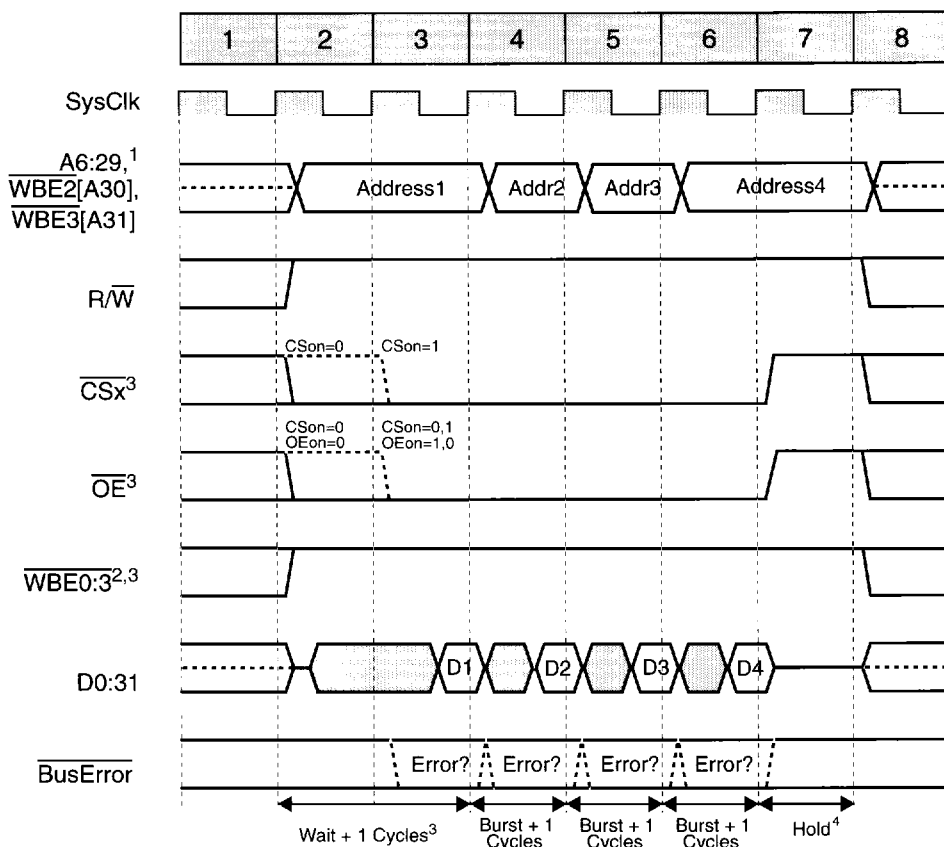 1 2 3 4 5 6 7 8
SysClk
A6:29,1
WBE2[A30],
WBE3[A31]
Address1 Addr2 Addr3 Address4
R/W
CSon=0 CSon=1
CSx3
CSon=0 CSon=0,1
OEon=0 OEon=1,0
OE3
WBE0:32,3
D0:31
D1 D2 D3 D4
BusError
Error? Error? Error? Error?
Wait + 1 Cycles3
Burst + 1
Cycles
Burst + 1
Cycles
Burst + 1
Cycles
Hold4